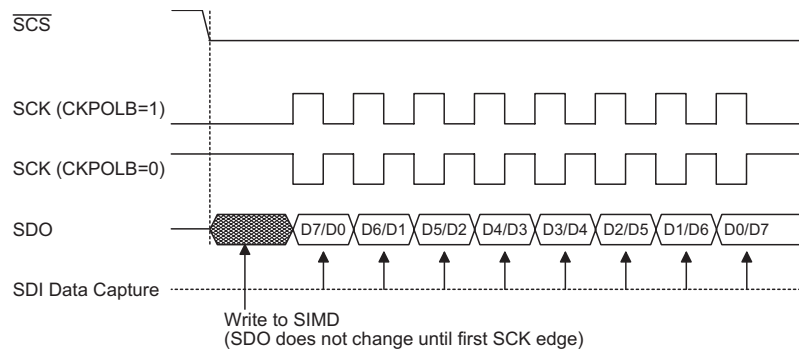 SCS
SCK (CKPOLB=1)
SCK (CKPOLB=0)
SDO D7/D0 D6/D1 D5/D2 D4/D3 D3/D4 D2/D5 D1/D6 D0/D7
SDI Data Capture
Write to SIMD
(SDO does not change until first SCK edge)